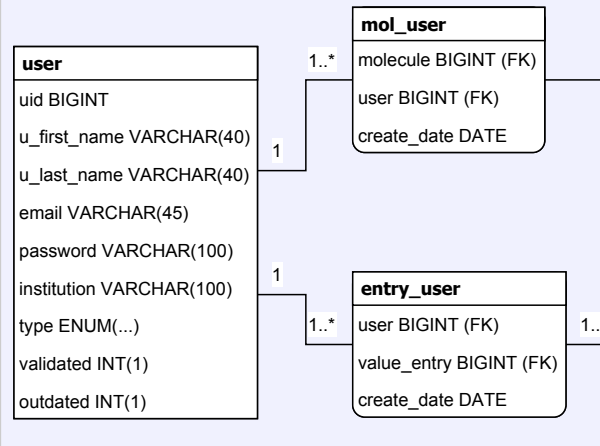 user
uid BIGINT
u_first_name VARCHAR(40)
u_last_name VARCHAR(40)
email VARCHAR(45)
password VARCHAR(100)
institution VARCHAR(100)
type ENUM(...)
validated INT(1)
outdated INT(1)
1
1..*
1
1..*
mol_user
molecule BIGINT (FK)
user BIGINT (FK)
create_date DATE
entry_user
user BIGINT (FK)
value_entry BIGINT (FK)
create_date DATE
1..